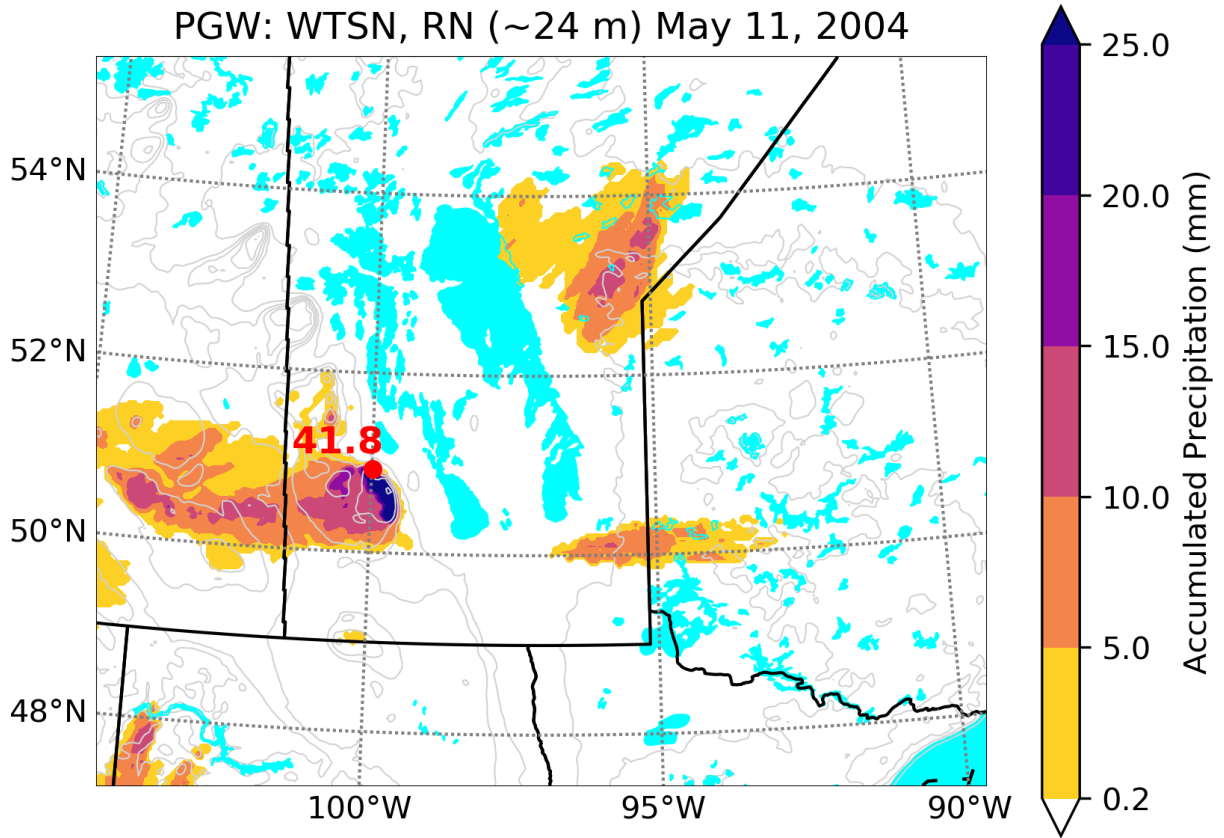 PGW: WTSN, RN (~24 m) May 11, 2004
54°N
52°N
50°N
48°N
100°W
95°W
90°W
41.8
25.0
20.0
15.0
10.0
5.0
0.2
Accumulated Precipitation (mm)